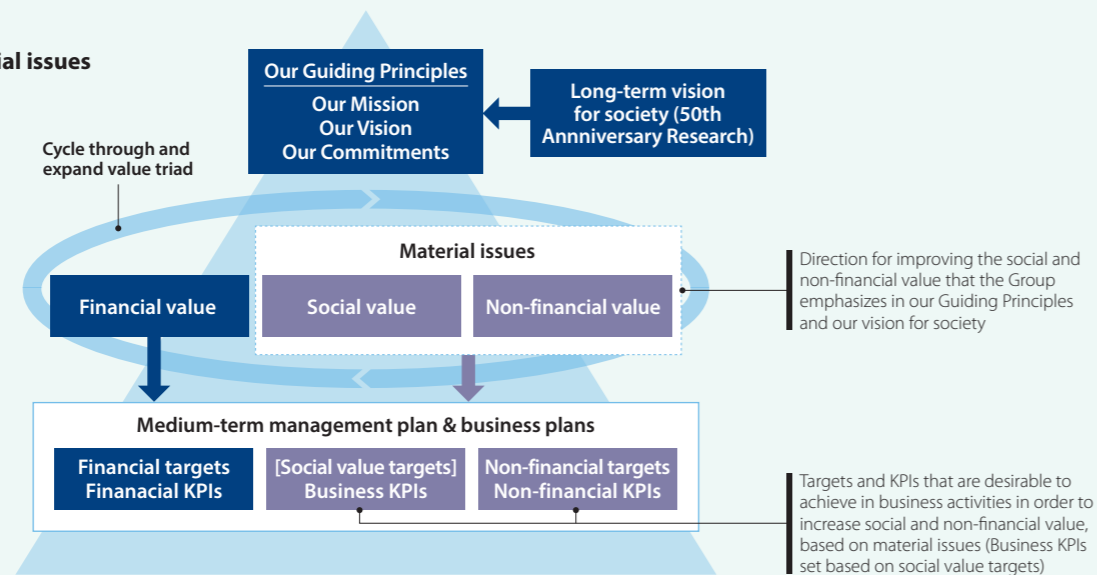 ial issues
Our Guiding Principles
Our Mission
Our Vision
Our Commitments
Long-term vision
for society (50th
Annniversary Research)
Cycle through and
expand value triad
Material issues
Financial value
Social value
Non-financial value
Direction for improving the social and
non-financial value that the Group
emphasizes in our Guiding Principles
and our vision for society
Medium-term management plan & business plans
Financial targets
Finanacial KPIs
[Social value targets]
Business KPIs
Non-financial targets
Non-financial KPIs
Targets and KPIs that are desirable to
achieve in business activities in order to
increase social and non-financial value,
based on material issues (Business KPIs
set based on social value targets)